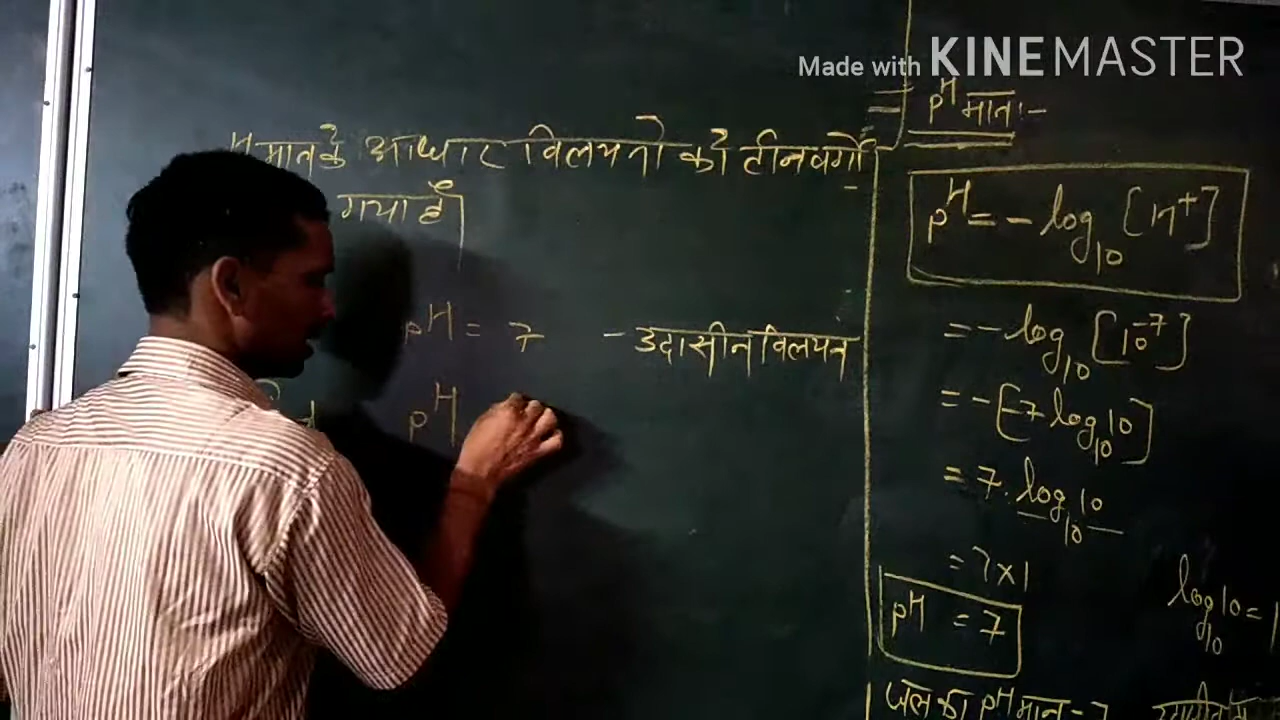 Made with KINEMASTER
मान के आधार विलयनो को तीन वर्गों
गया है।
pH = 7 - उदासीन विलयन
pH
pH मान :-
pH = - log₁₀ [H⁺]
= - log₁₀ [10⁻⁷]
= - [-7 log₁₀ 10]
= 7. log₁₀ 10
= 7 x 1
log₁₀ 10 = 1
pH = 7
जल का pH मान - 7